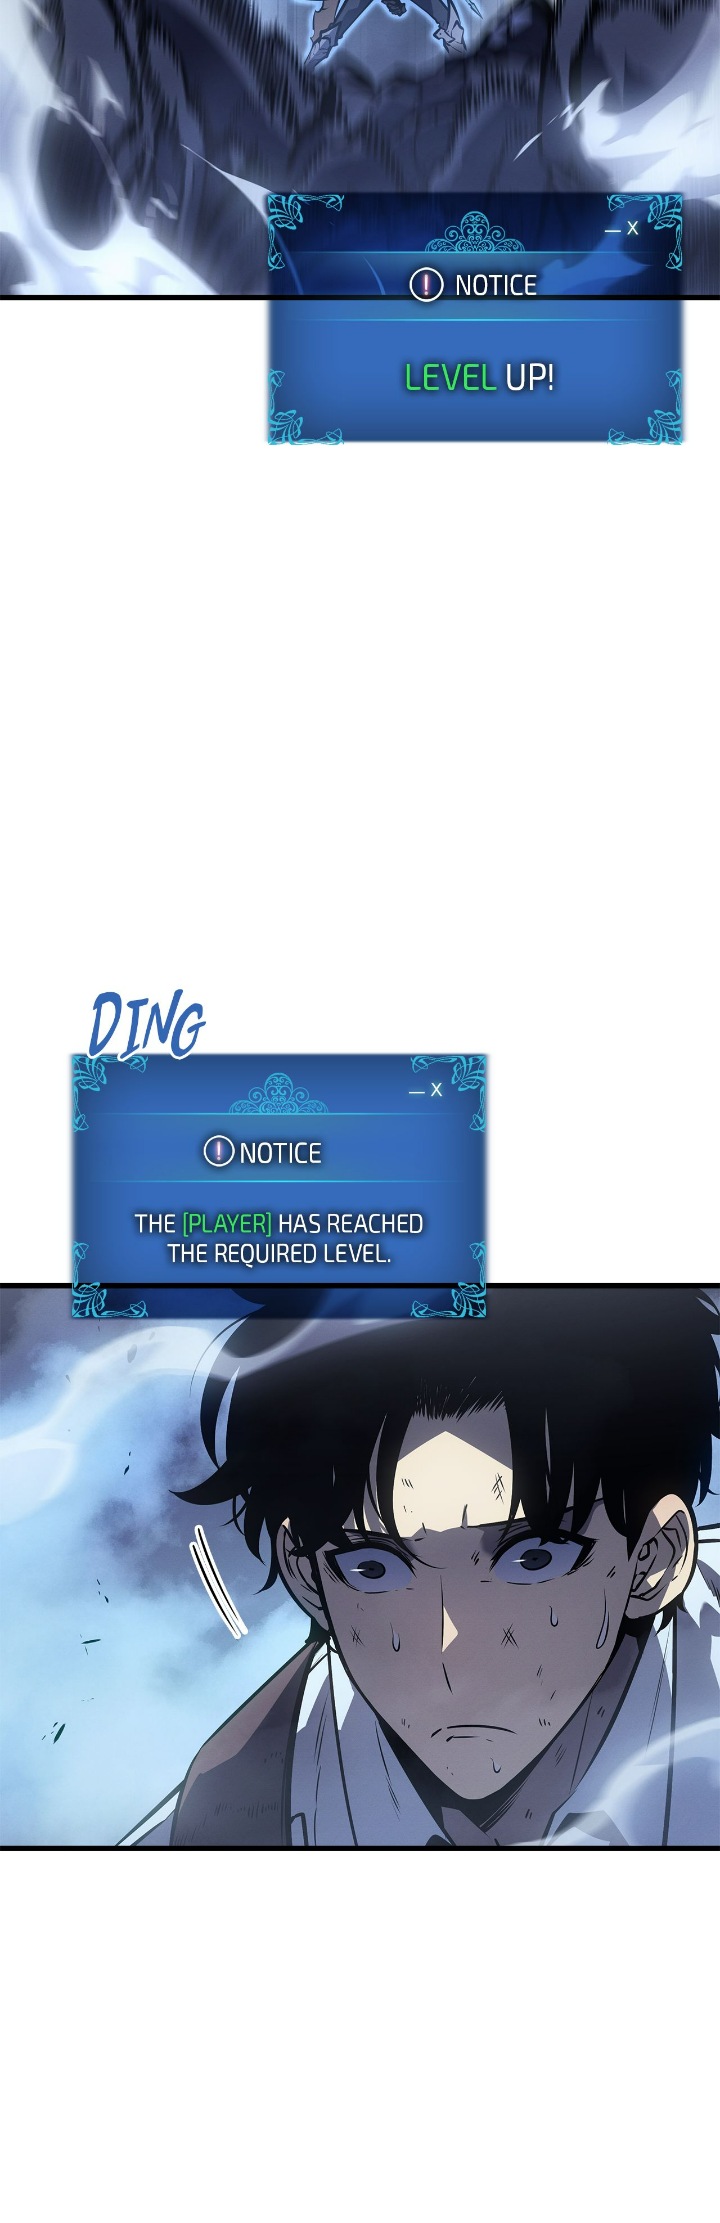 — X
! NOTICE
LEVEL UP!
DING
— X
! NOTICE
THE [PLAYER] HAS REACHED
THE REQUIRED LEVEL.